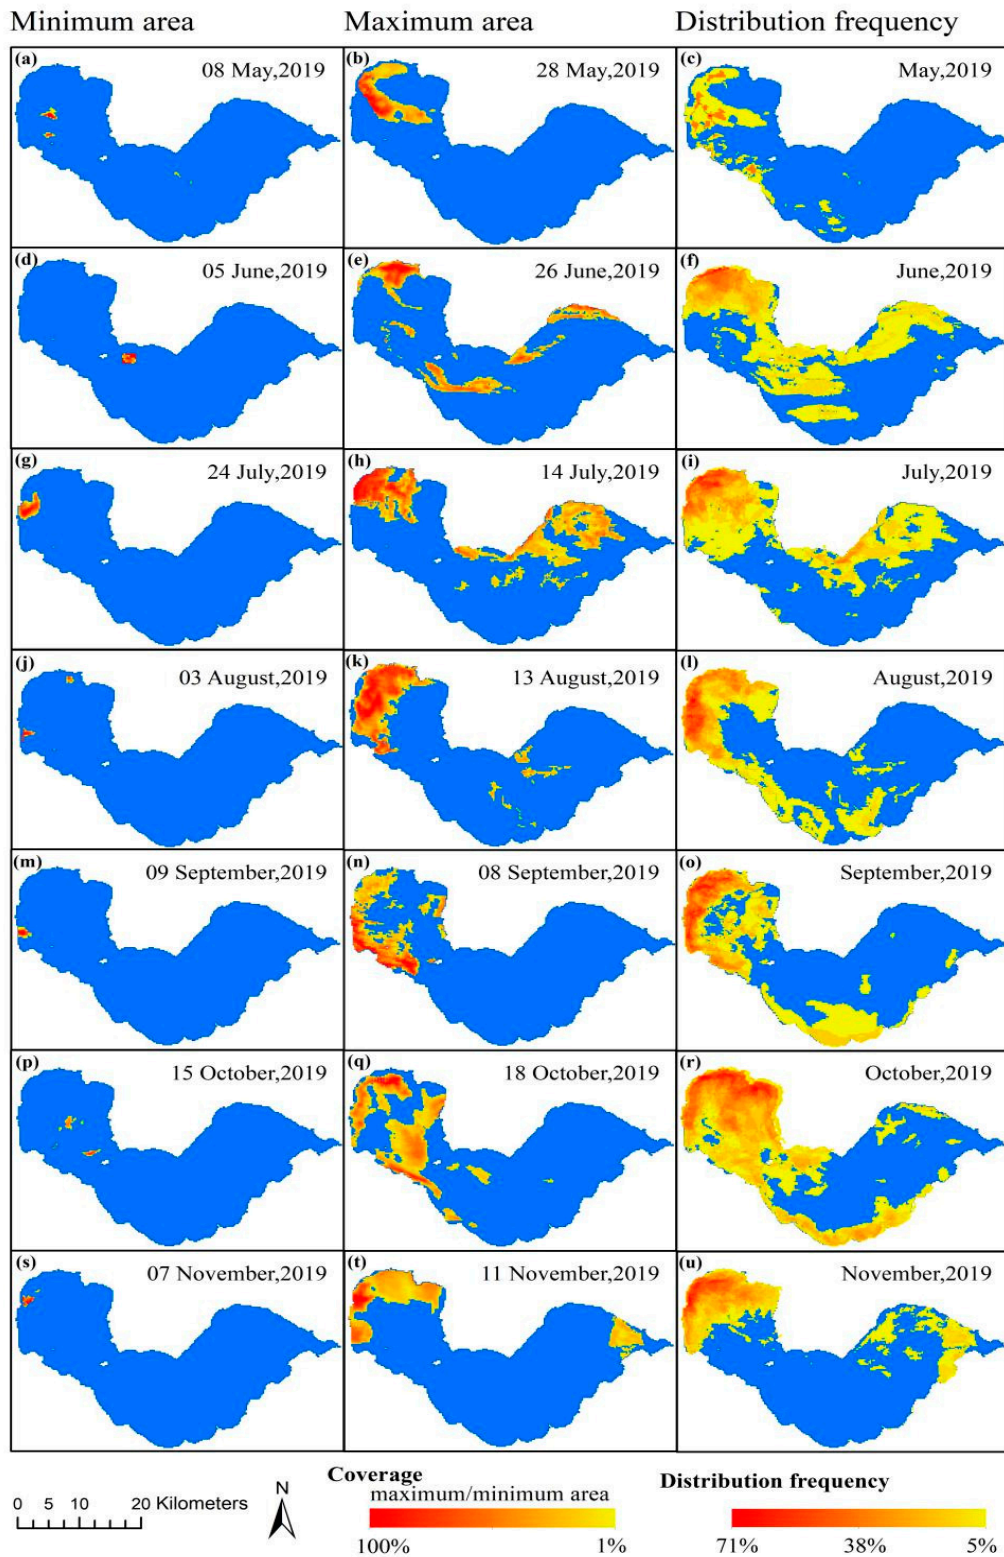 Minimum area Maximum area Distribution frequency
(a) 08 May,2019 (b) 28 May,2019 (c) May,2019
(d) 05 June,2019 (e) 26 June,2019 (f) June,2019
(g) 24 July,2019 (h) 14 July,2019 (i) July,2019
(j) 03 August,2019 (k) 13 August,2019 (l) August,2019
(m) 09 September,2019 (n) 08 September,2019 (o) September,2019
(p) 15 October,2019 (q) 18 October,2019 (r) October,2019
(s) 07 November,2019 (t) 11 November,2019 (u) November,2019
0 5 10 20 Kilometers
N
Coverage
maximum/minimum area
100% 1%
Distribution frequency
71% 38% 5%